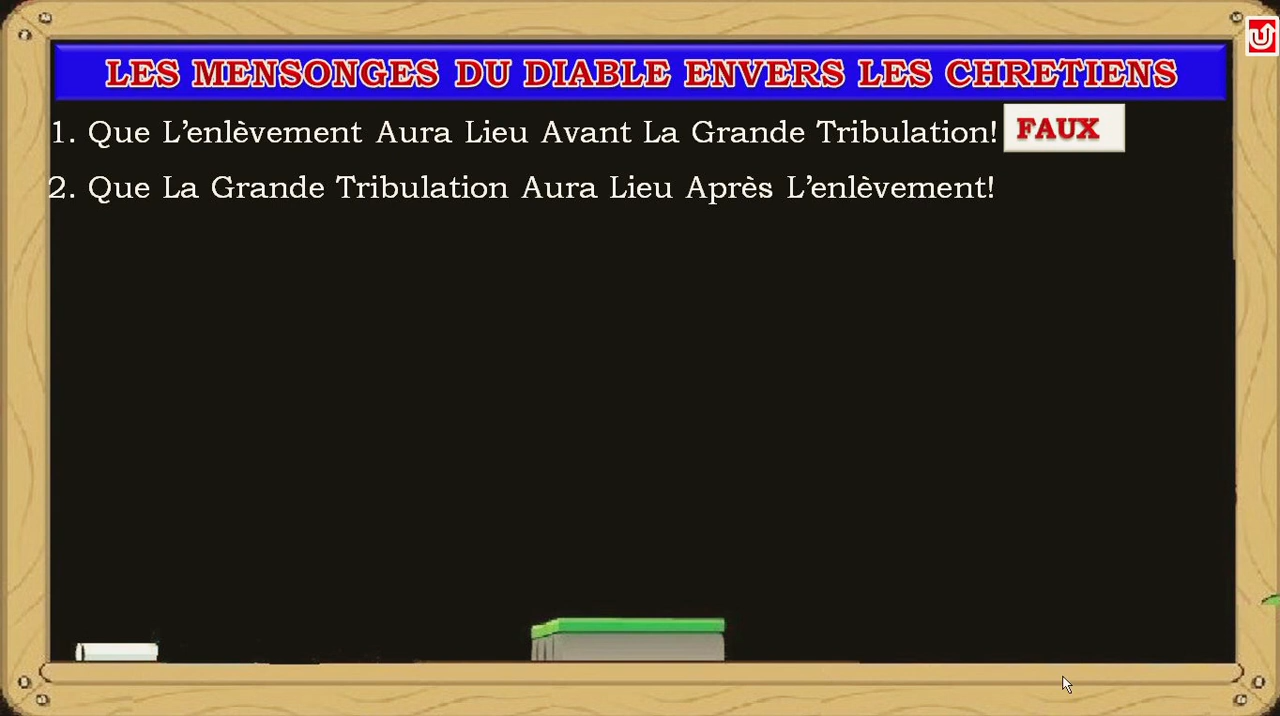 LES MENSONGES DU DIABLE ENVERS LES CHRETIENS
1. Que L’enlèvement Aura Lieu Avant La Grande Tribulation! FAUX
2. Que La Grande Tribulation Aura Lieu Après L’enlèvement!